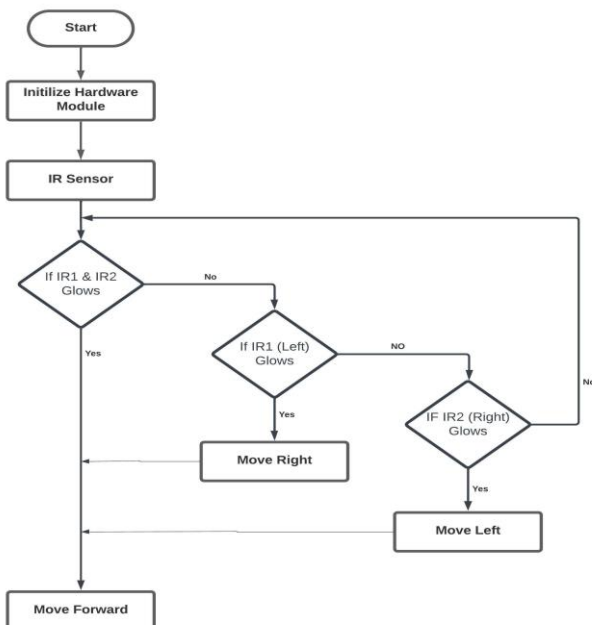 Start
Initilize Hardware
Module
IR Sensor
If IR1 & IR2
Glows
No
Yes
If IR1 (Left)
Glows
NO
Yes
No
IF IR2 (Right)
Glows
Yes
Move Right
Move Left
Move Forward